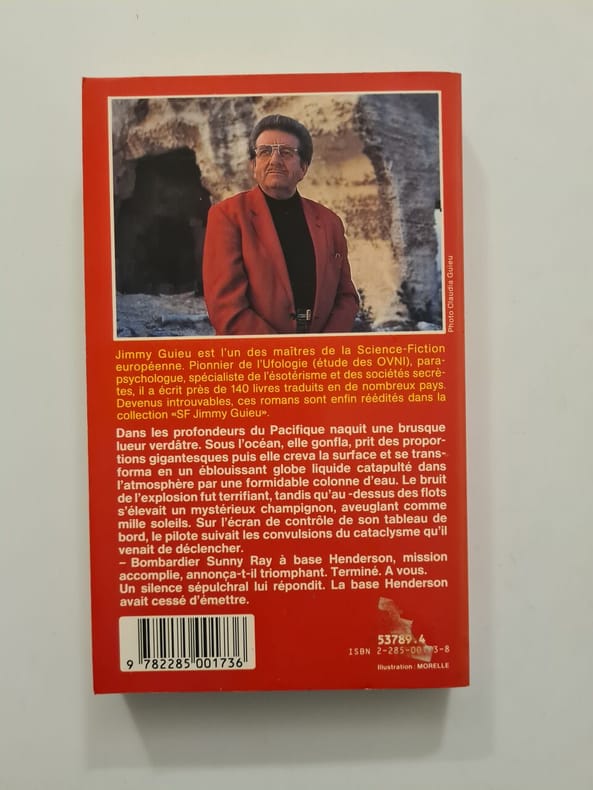 Photo Claudia Guieu
Jimmy Guieu est l'un des maîtres de la Science-Fiction
européenne. Pionnier de l'Ufologie (étude des OVNI), para-
psychologue, spécialiste de l'ésotérisme et des sociétés secrè-
tes, il a écrit près de 140 livres traduits en de nombreux pays.
Devenus introuvables, ces romans sont enfin réédités dans la
collection «SF Jimmy Guieu».
Dans les profondeurs du Pacifique naquit une brusque
lueur verdâtre. Sous l'océan, elle gonfla, prit des propor-
tions gigantesques puis elle creva la surface et se trans-
forma en un éblouissant globe liquide catapulté dans
l'atmosphère par une formidable colonne d'eau. Le bruit
de l'explosion fut terrifiant, tandis qu'au -dessus des flots
s'élevait un mystérieux champignon, aveuglant comme
mille soleils. Sur l'écran de contrôle de son tableau de
bord, le pilote suivait les convulsions du cataclysme qu'il
venait de déclencher.
– Bombardier Sunny Ray à base Henderson, mission
accomplie, annonça-t-il triomphant. Terminé. A vous.
Un silence sépulchral lui répondit. La base Henderson
avait cessé d'émettre.
9 782285 001736
53789.4
ISBN 2-285-00173-8
Illustration : MORELLE